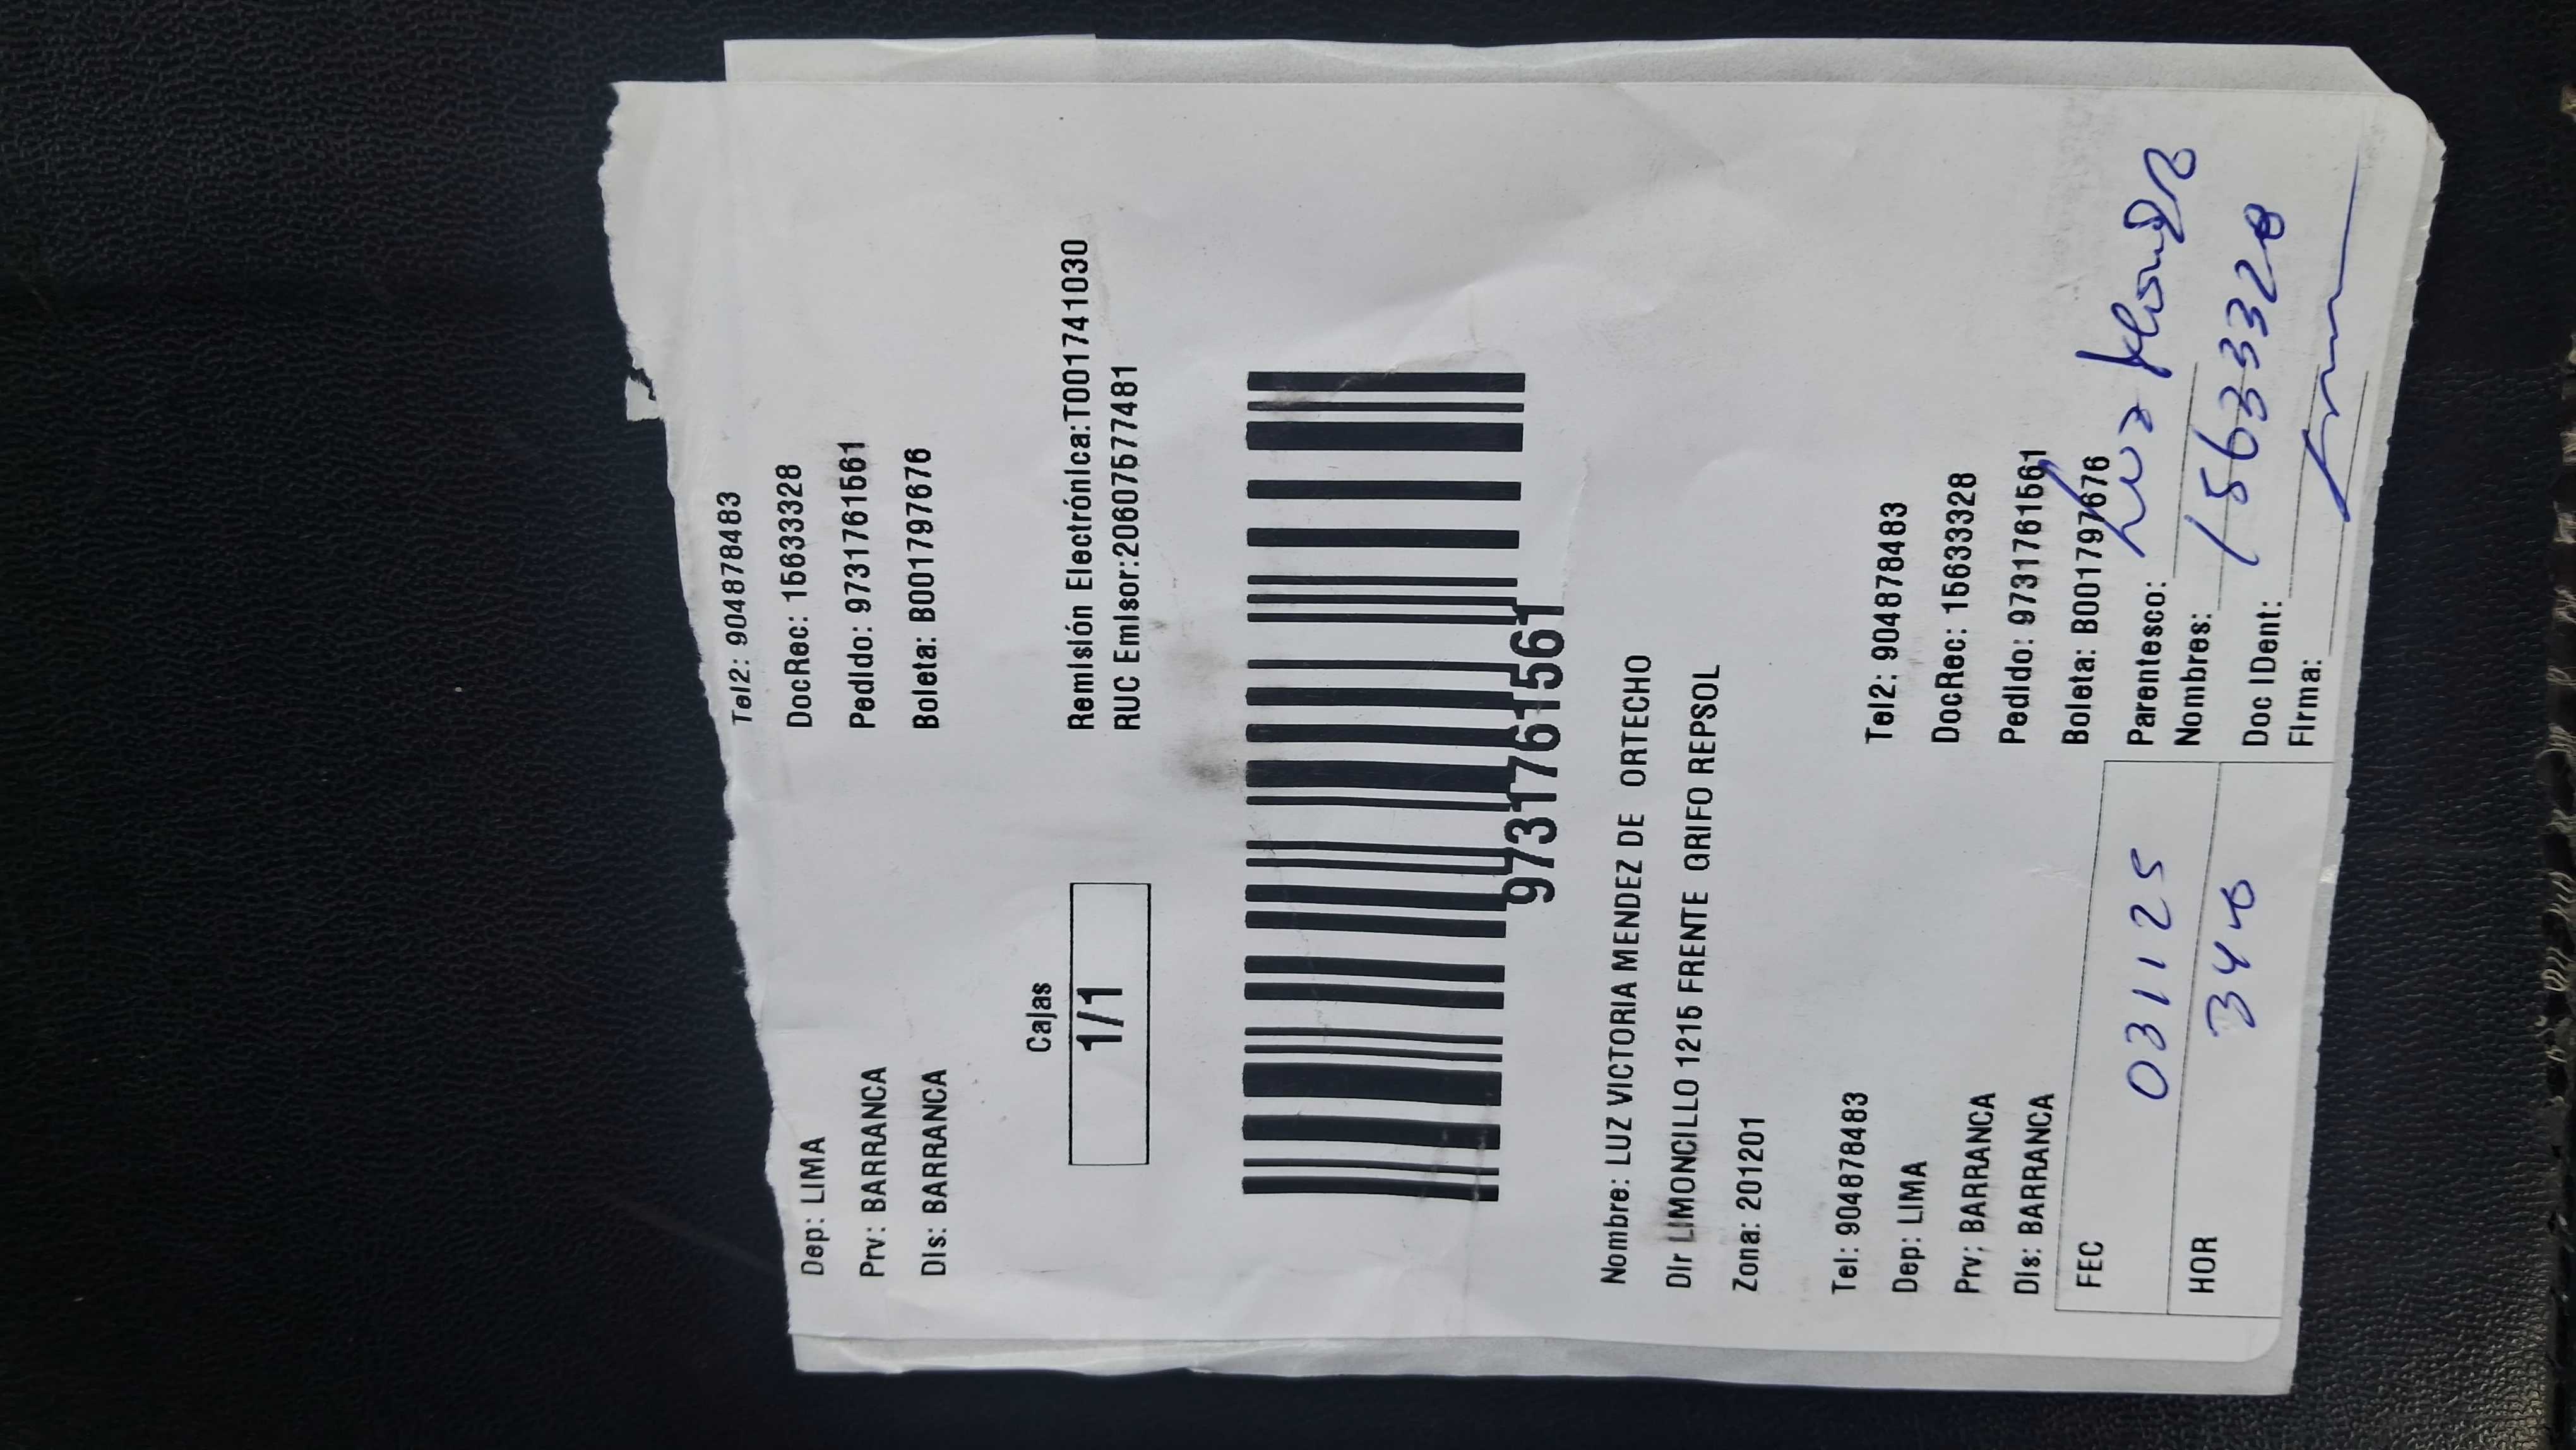 Tel2: 904878483
Dep: LIMA DocRec: 15633328
Prv: BARRANCA Pedido: 9731761561
Dis: BARRANCA Boleta: B001797676
Cajas
1/1
Remisión Electrónica:T001741030
RUC Emisor:20607577481
9731761561
Nombre: LUZ VICTORIA MENDEZ DE ORTECHO
Dir LIMONCILLO 1215 FRENTE GRIFO REPSOL
Zona: 201201
Tel: 904878483 Tel2: 904878483
Dep: LIMA DocRec: 15633328
Prv: BARRANCA Pedido: 9731761561
Dis: BARRANCA Boleta: B001797676
FEC 031125 Parentesco:
Nombres: Luz
HOR 340 Doc IDent: 15633328
Firma: